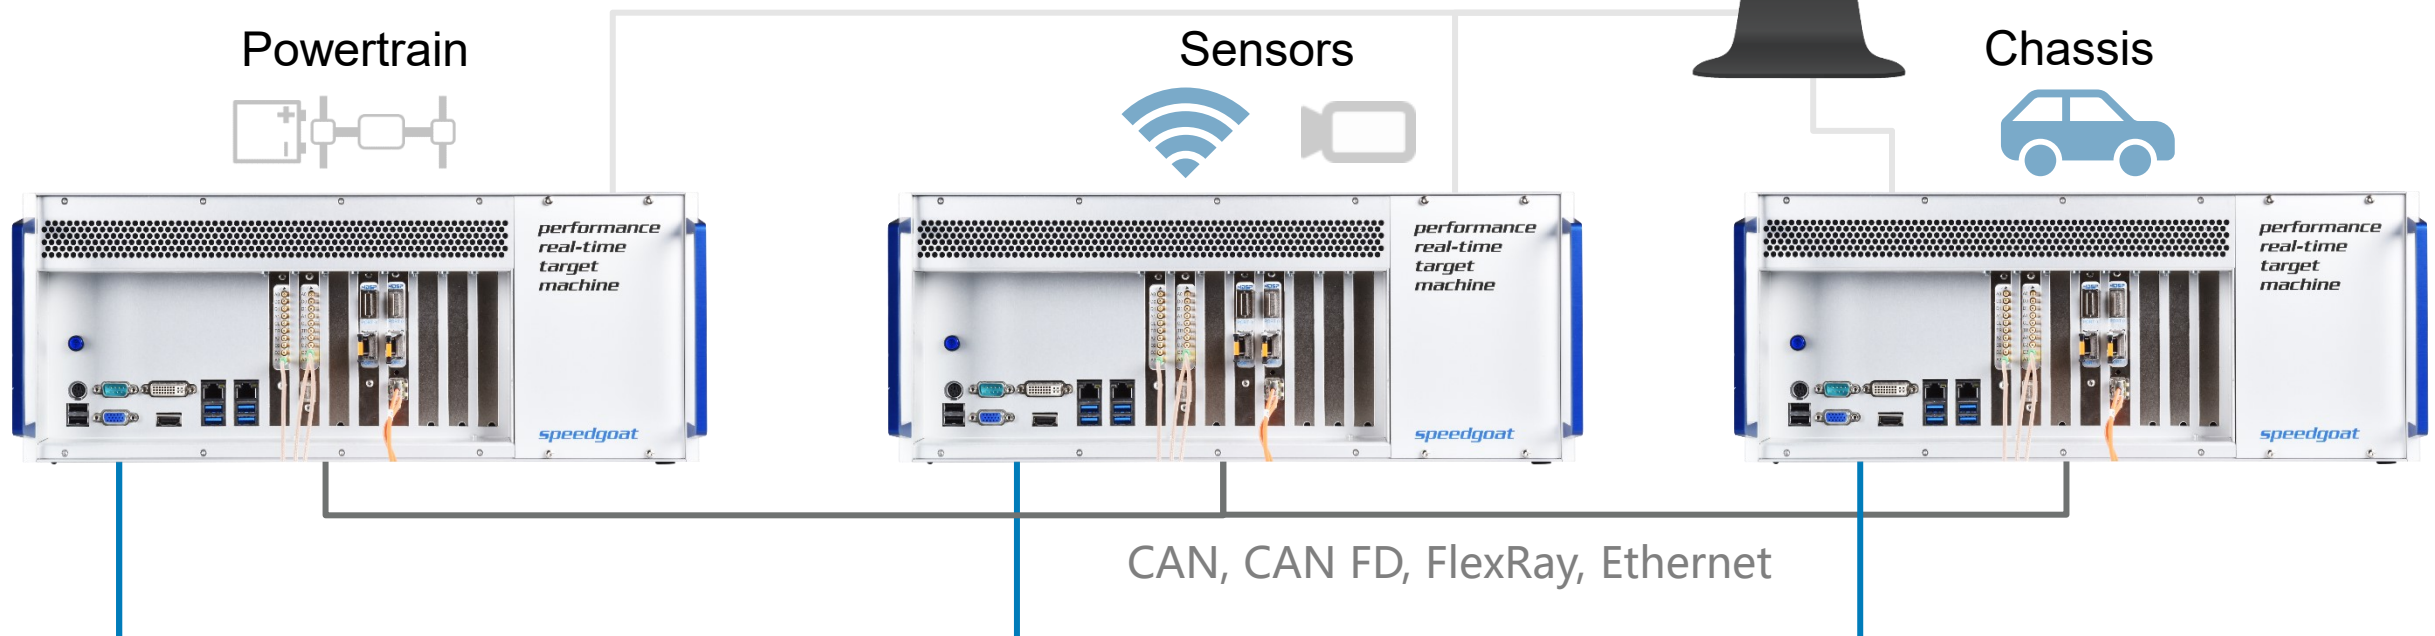 Powertrain
Sensors
Chassis
performance
real-time
target
machine
speedgoat
performance
real-time
target
machine
speedgoat
performance
real-time
target
machine
speedgoat
CAN, CAN FD, FlexRay, Ethernet